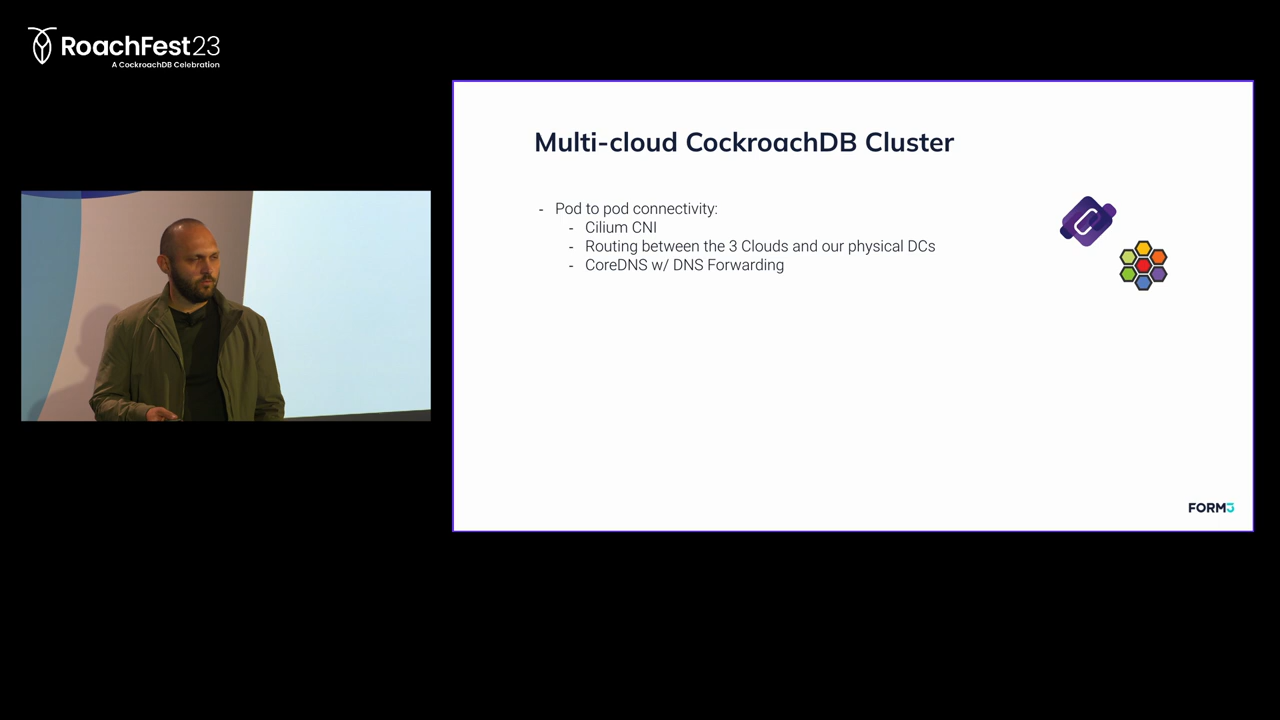 RoachFest23
A CockroachDB Celebration
Multi-cloud CockroachDB Cluster
- Pod to pod connectivity:
- Cilium CNI
- Routing between the 3 Clouds and our physical DCs
- CoreDNS w/ DNS Forwarding
FORM3